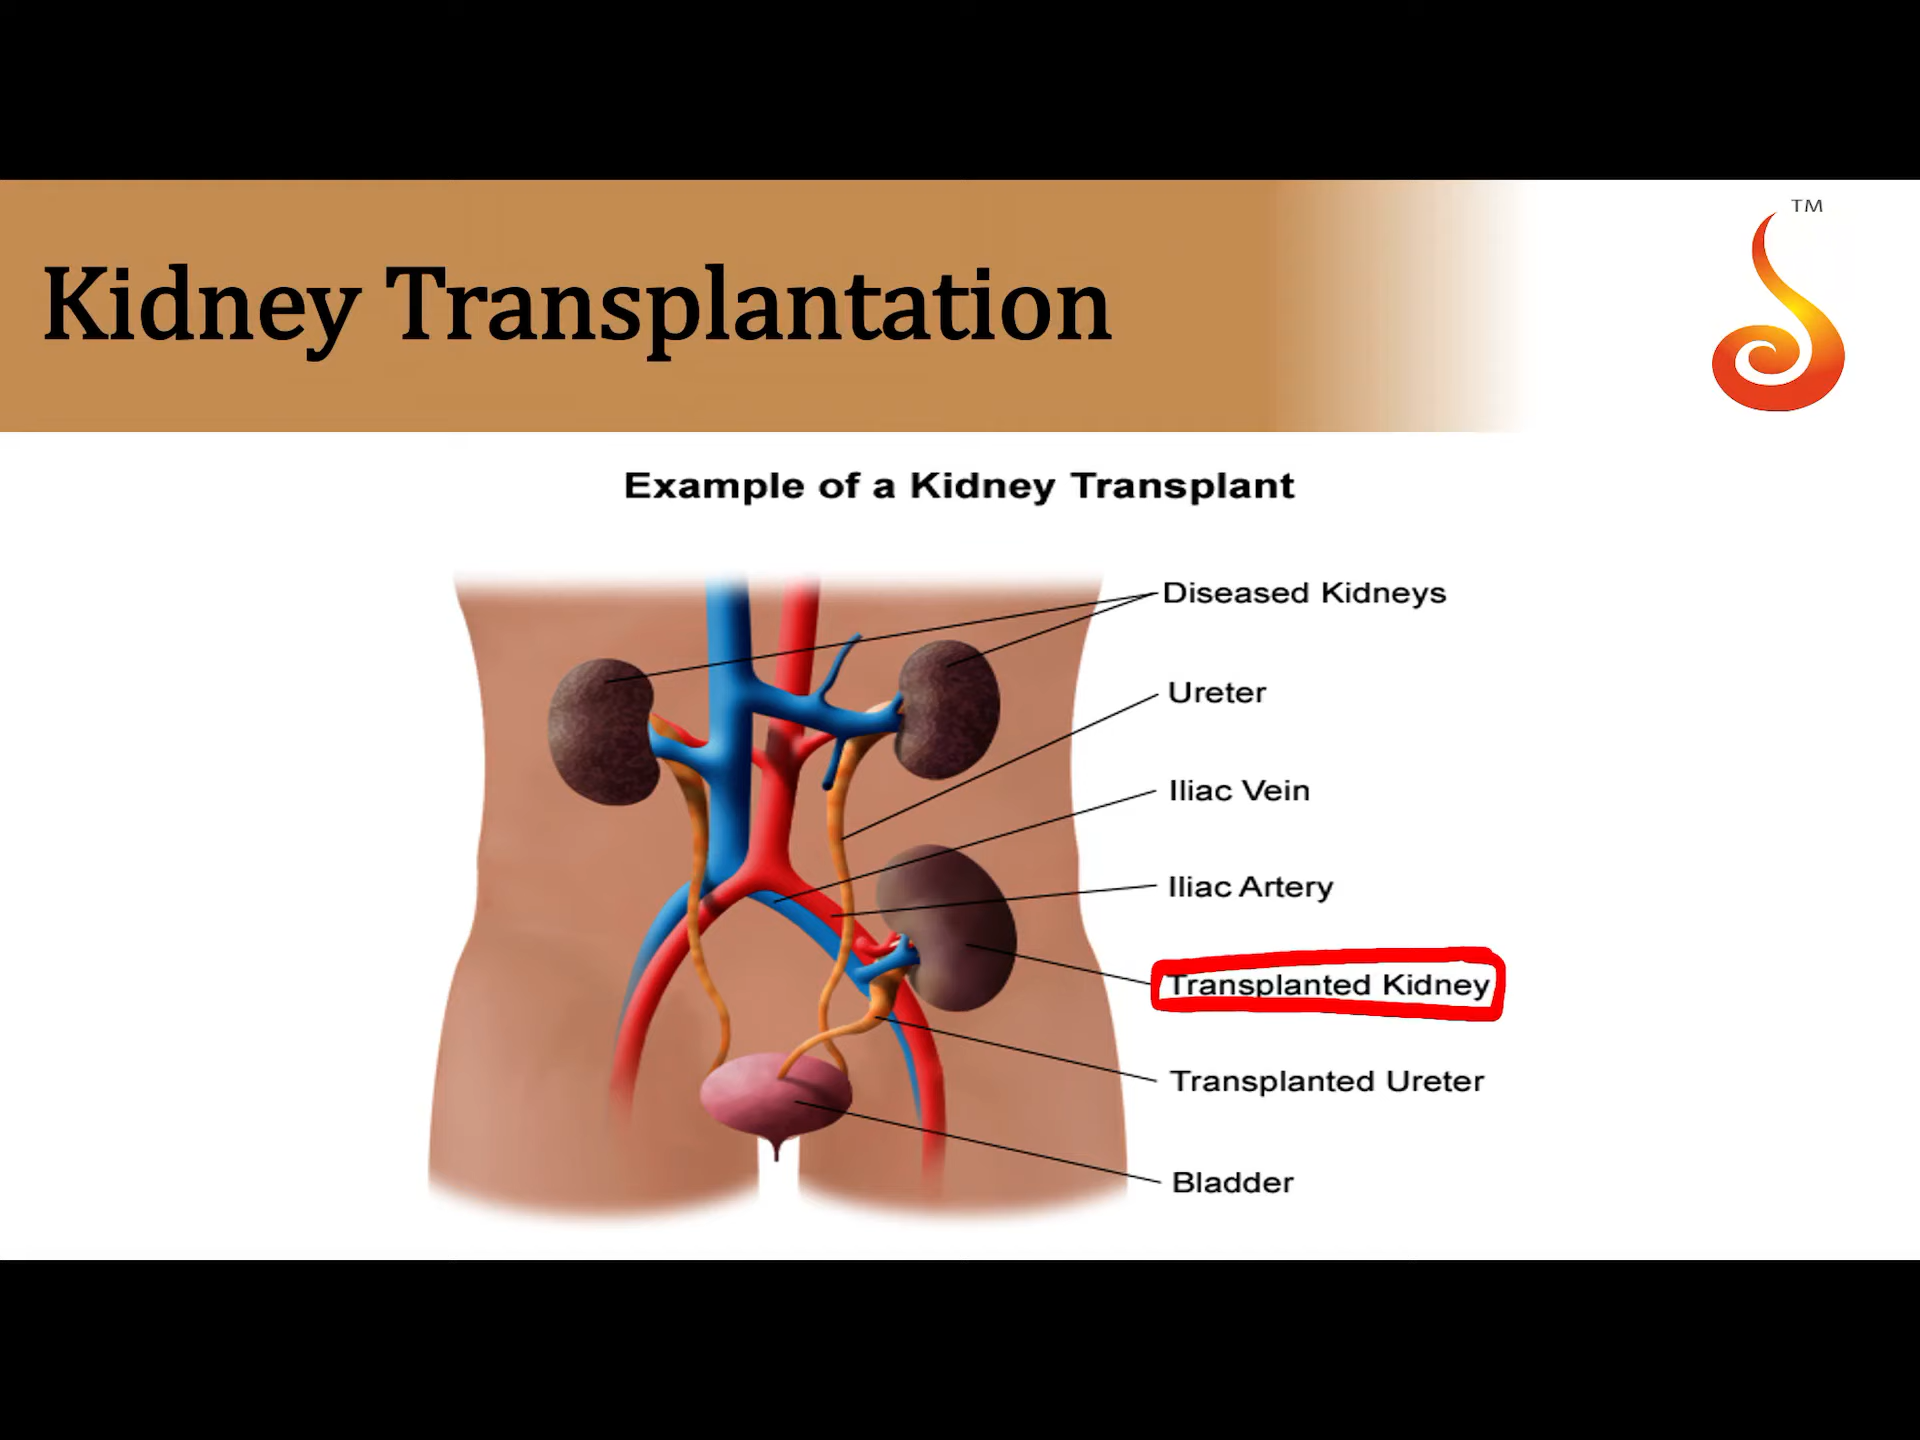 TM
Kidney Transplantation
Example of a Kidney Transplant
Diseased Kidneys
Ureter
Iliac Vein
Iliac Artery
Transplanted Kidney
Transplanted Ureter
Bladder